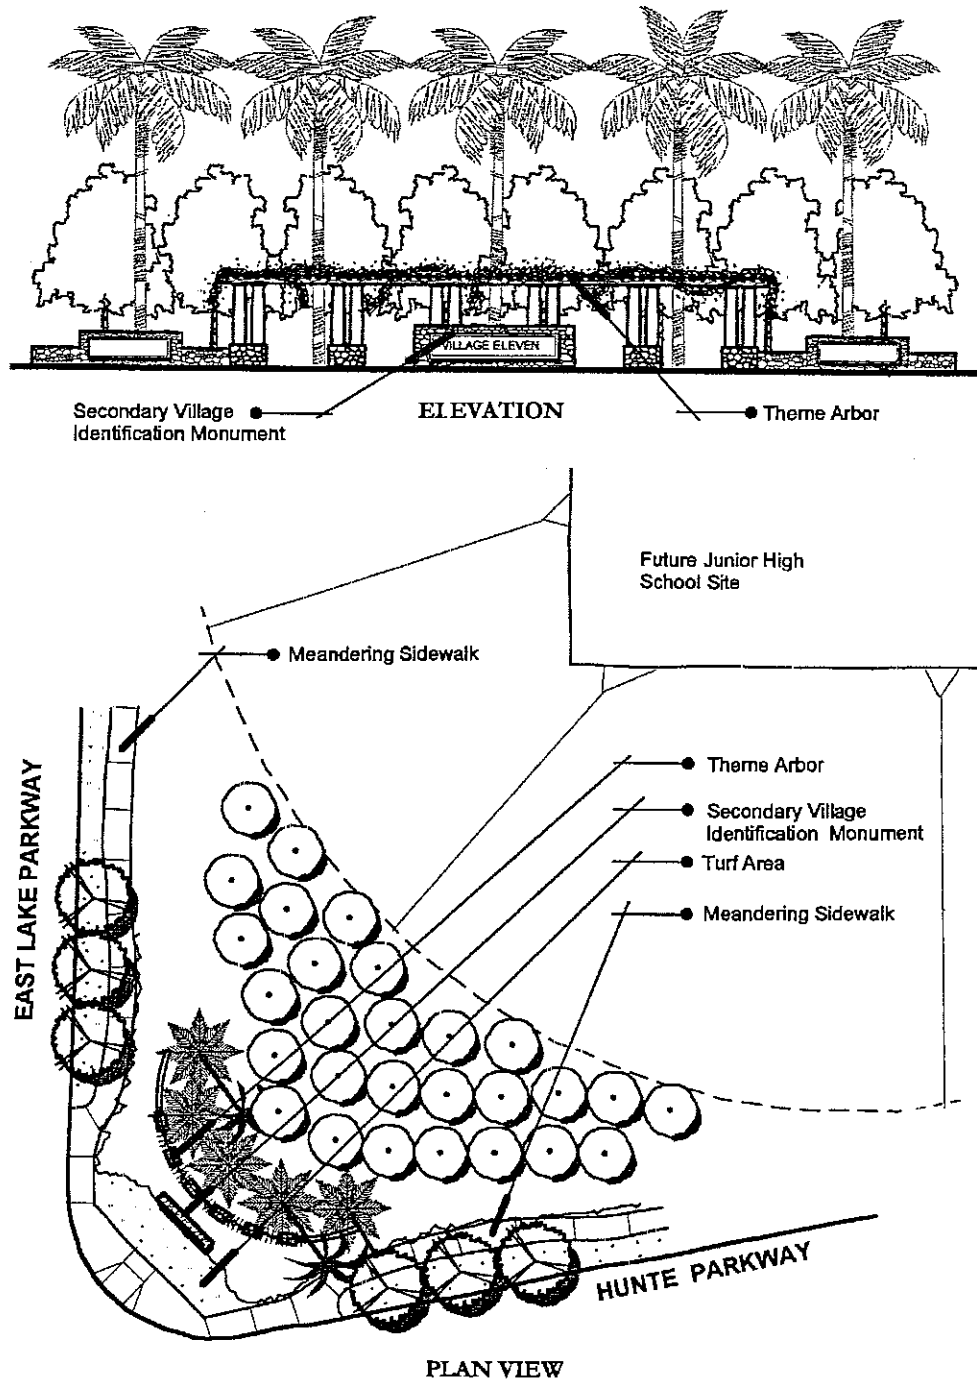 VILLAGE ELEVEN
Secondary Village
Identification Monument
ELEVATION
Theme Arbor
Future Junior High
School Site
Meandering Sidewalk
Theme Arbor
Secondary Village
Identification Monument
Turf Area
Meandering Sidewalk
EAST LAKE PARKWAY
HUNTE PARKWAY
PLAN VIEW